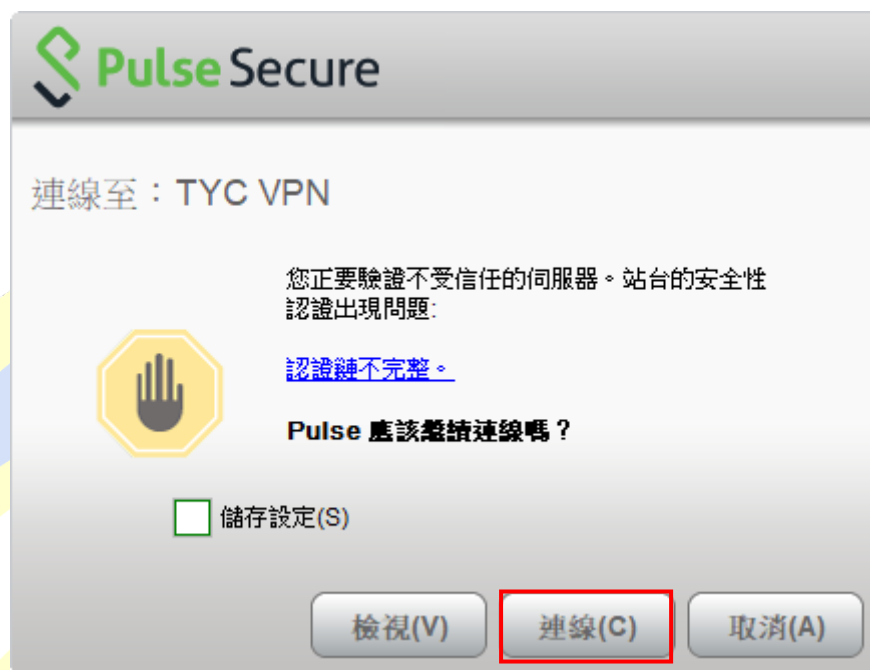 Pulse Secure
連線至：TYC VPN
您正要驗證不受信任的伺服器。站台的安全性
認證出現問題:
認證鏈不完整。
Pulse 應該繼續連線嗎？
儲存設定(S)
檢視(V) 連線(C) 取消(A)